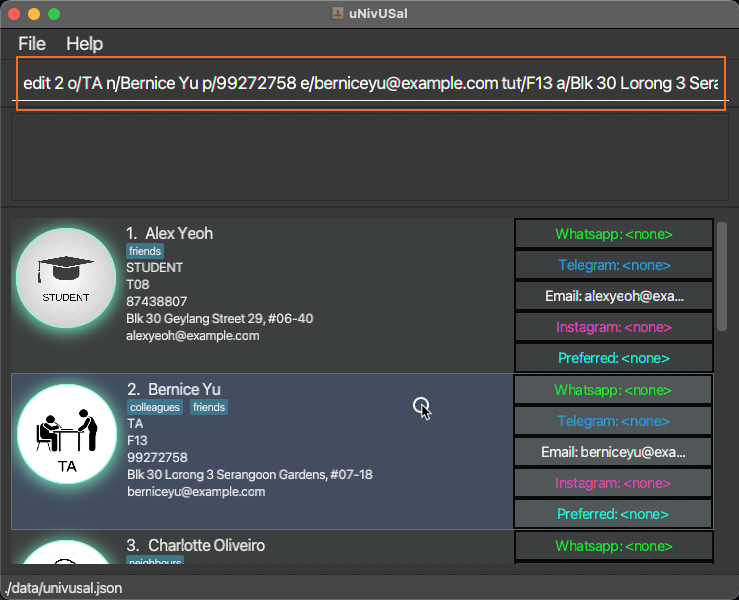 uNivUSal
File Help
edit 2 o/TA n/Bernice Yu p/99272758 e/berniceyu@example.com tut/F13 a/Blk 30 Lorong 3 Sera
1. Alex Yeoh
friends
STUDENT
T08
87438807
Blk 30 Geylang Street 29, #06-40
alexyeoh@example.com
STUDENT
Whatsapp: <none>
Telegram: <none>
Email: alexyeoh@exa...
Instagram: <none>
Preferred: <none>
2. Bernice Yu
colleagues friends
TA
F13
99272758
Blk 30 Lorong 3 Serangoon Gardens, #07-18
berniceyu@example.com
TA
Whatsapp: <none>
Telegram: <none>
Email: berniceyu@exa...
Instagram: <none>
Preferred: <none>
3. Charlotte Oliveiro
neighbours
Whatsapp: <none>
./data/univusal.json